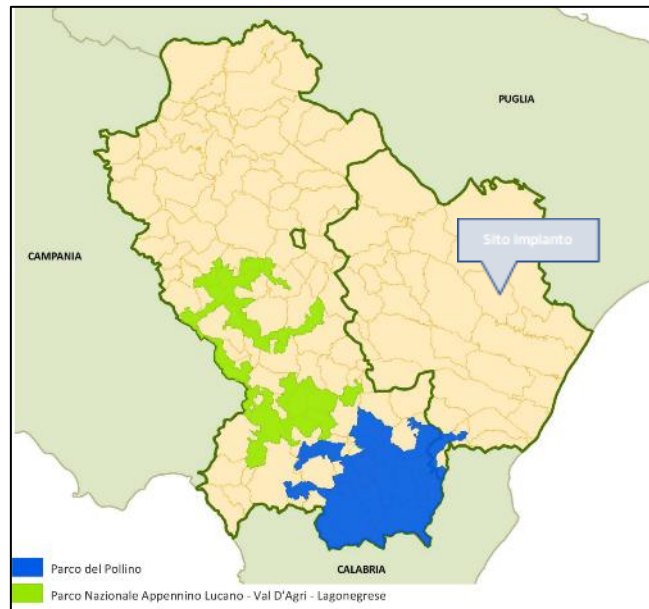 PUGLIA
Sito Impianto
CAMPANIA
CALABRIA
Parco del Pollino
Parco Nazionale Appennino Lucano - Val D'Agri - Lagonegrese